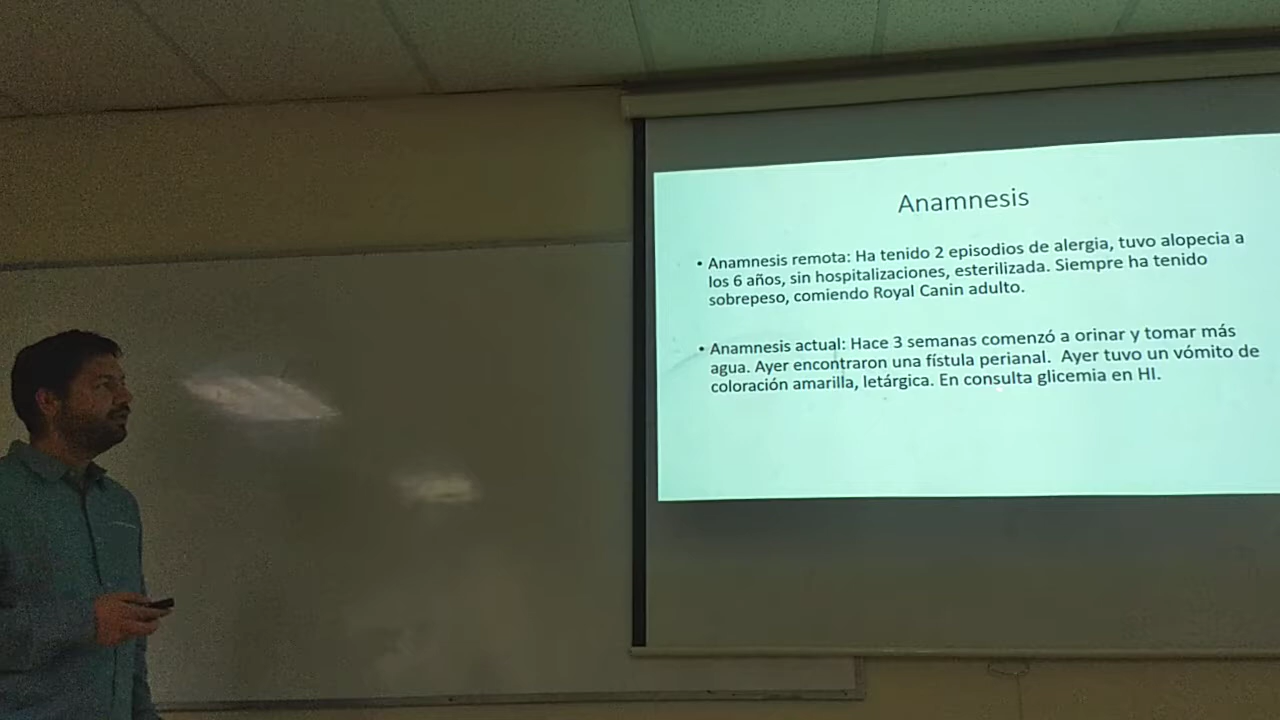 Anamnesis
• Anamnesis remota: Ha tenido 2 episodios de alergia, tuvo alopecia a
los 6 años, sin hospitalizaciones, esterilizada. Siempre ha tenido
sobrepeso, comiendo Royal Canin adulto.
• Anamnesis actual: Hace 3 semanas comenzó a orinar y tomar más
agua. Ayer encontraron una fístula perianal. Ayer tuvo un vómito de
coloración amarilla, letárgica. En consulta glicemia en HI.